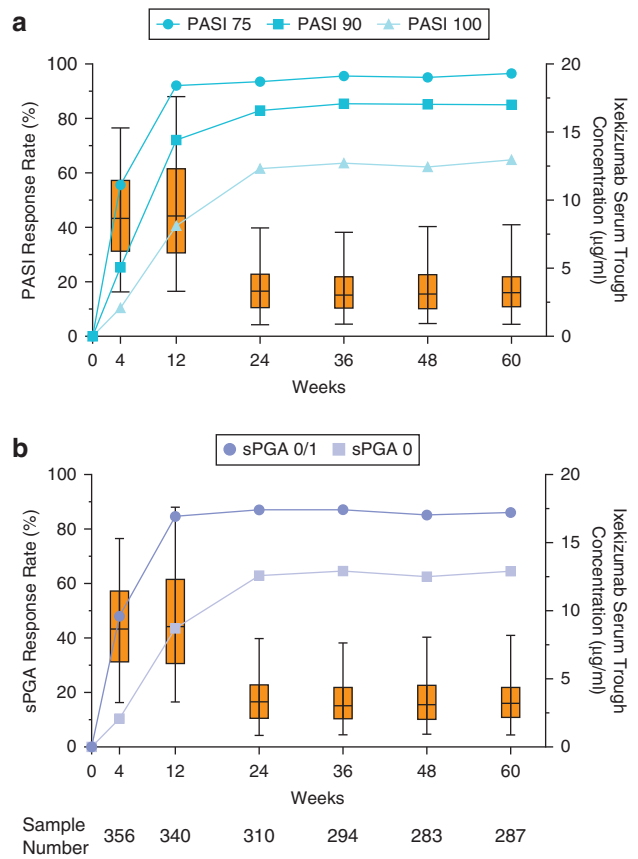 a
PASI 75 PASI 90 PASI 100
100
80
60
40
20
0
PASI Response Rate (%)
20
15
10
5
0
Ixekizumab Serum Trough
Concentration (µg/ml)
0 4 12 24 36 48 60
Weeks
b
sPGA 0/1 sPGA 0
100
80
60
40
20
0
sPGA Response Rate (%)
20
15
10
5
0
Ixekizumab Serum Trough
Concentration (µg/ml)
0 4 12 24 36 48 60
Weeks
Sample
Number 356 340 310 294 283 287